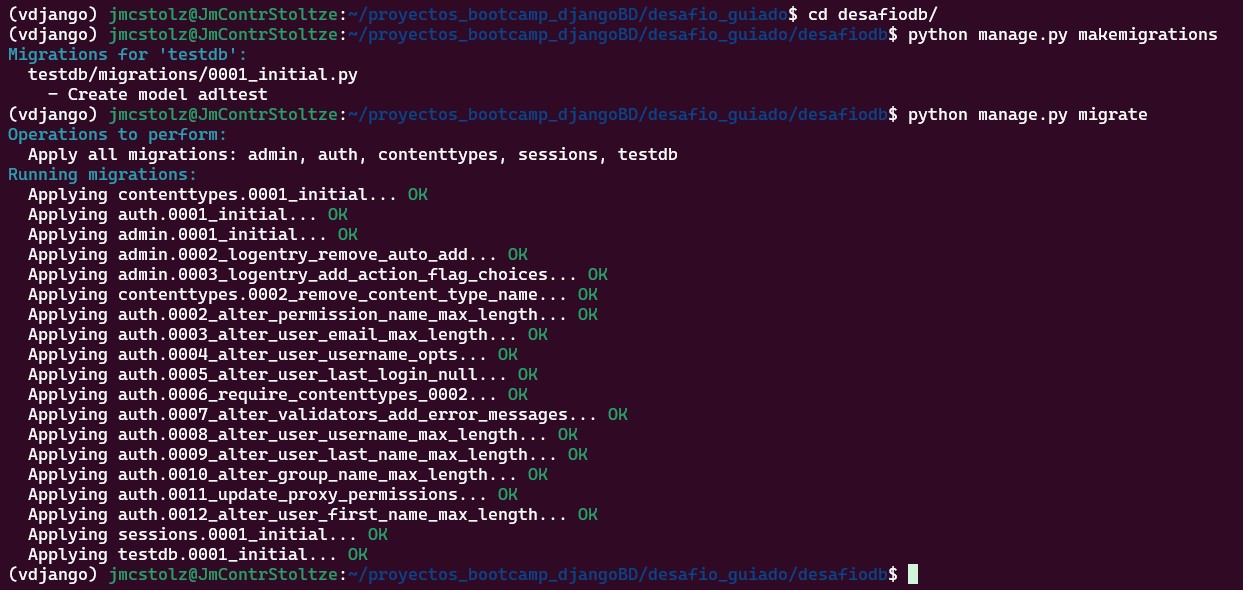 (vdjango) jmcstolz@JmContrStoltze:~/proyectos_bootcamp_djangoBD/desafio_guiado$ cd desafiodb/
(vdjango) jmcstolz@JmContrStoltze:~/proyectos_bootcamp_djangoBD/desafio_guiado/desafiodb$ python manage.py makemigrations
Migrations for 'testdb':
  testdb/migrations/0001_initial.py
    - Create model adltest
(vdjango) jmcstolz@JmContrStoltze:~/proyectos_bootcamp_djangoBD/desafio_guiado/desafiodb$ python manage.py migrate
Operations to perform:
  Apply all migrations: admin, auth, contenttypes, sessions, testdb
Running migrations:
  Applying contenttypes.0001_initial... OK
  Applying auth.0001_initial... OK
  Applying admin.0001_initial... OK
  Applying admin.0002_logentry_remove_auto_add... OK
  Applying admin.0003_logentry_add_action_flag_choices... OK
  Applying contenttypes.0002_remove_content_type_name... OK
  Applying auth.0002_alter_permission_name_max_length... OK
  Applying auth.0003_alter_user_email_max_length... OK
  Applying auth.0004_alter_user_username_opts... OK
  Applying auth.0005_alter_user_last_login_null... OK
  Applying auth.0006_require_contenttypes_0002... OK
  Applying auth.0007_alter_validators_add_error_messages... OK
  Applying auth.0008_alter_user_username_max_length... OK
  Applying auth.0009_alter_user_last_name_max_length... OK
  Applying auth.0010_alter_group_name_max_length... OK
  Applying auth.0011_update_proxy_permissions... OK
  Applying auth.0012_alter_user_first_name_max_length... OK
  Applying sessions.0001_initial... OK
  Applying testdb.0001_initial... OK
(vdjango) jmcstolz@JmContrStoltze:~/proyectos_bootcamp_djangoBD/desafio_guiado/desafiodb$